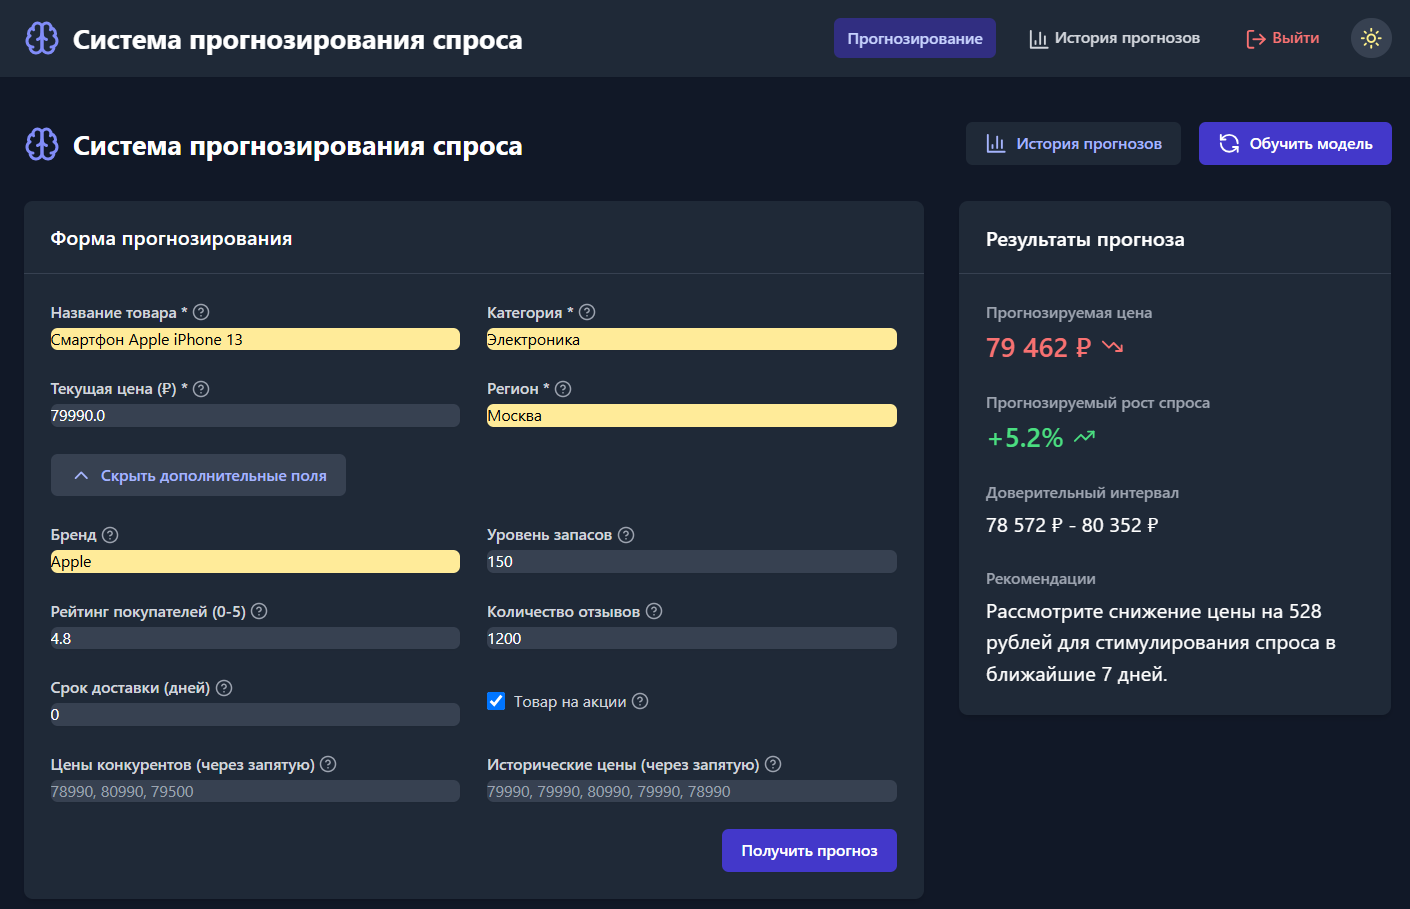 Система прогнозирования спроса
Прогнозирование
История прогнозов
Выйти
Система прогнозирования спроса
История прогнозов
Обучить модель
Форма прогнозирования
Название товара *
Категория *
Смартфон Apple iPhone 13
Электроника
Текущая цена (₽) *
Регион *
79990.0
Москва
Скрыть дополнительные поля
Бренд
Уровень запасов
Apple
150
Рейтинг покупателей (0-5)
Количество отзывов
4.8
1200
Срок доставки (дней)
Товар на акции
0
Цены конкурентов (через запятую)
Исторические цены (через запятую)
78990, 80990, 79500
79990, 79990, 80990, 79990, 78990
Получить прогноз
Результаты прогноза
Прогнозируемая цена
79 462 ₽
Прогнозируемый рост спроса
+5.2%
Доверительный интервал
78 572 ₽ - 80 352 ₽
Рекомендации
Рассмотрите снижение цены на 528
рублей для стимулирования спроса в
ближайшие 7 дней.